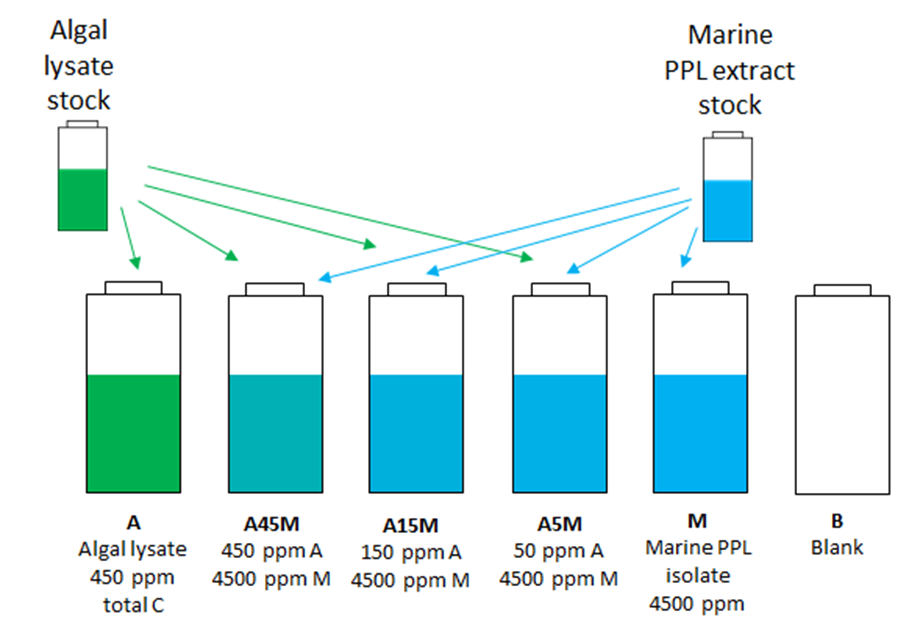 Algal
lysate
stock
Marine
PPL extract
stock
A
Algal lysate
450 ppm
total C
A45M
450 ppm A
4500 ppm M
A15M
150 ppm A
4500 ppm M
A5M
50 ppm A
4500 ppm M
M
Marine PPL
isolate
4500 ppm
B
Blank